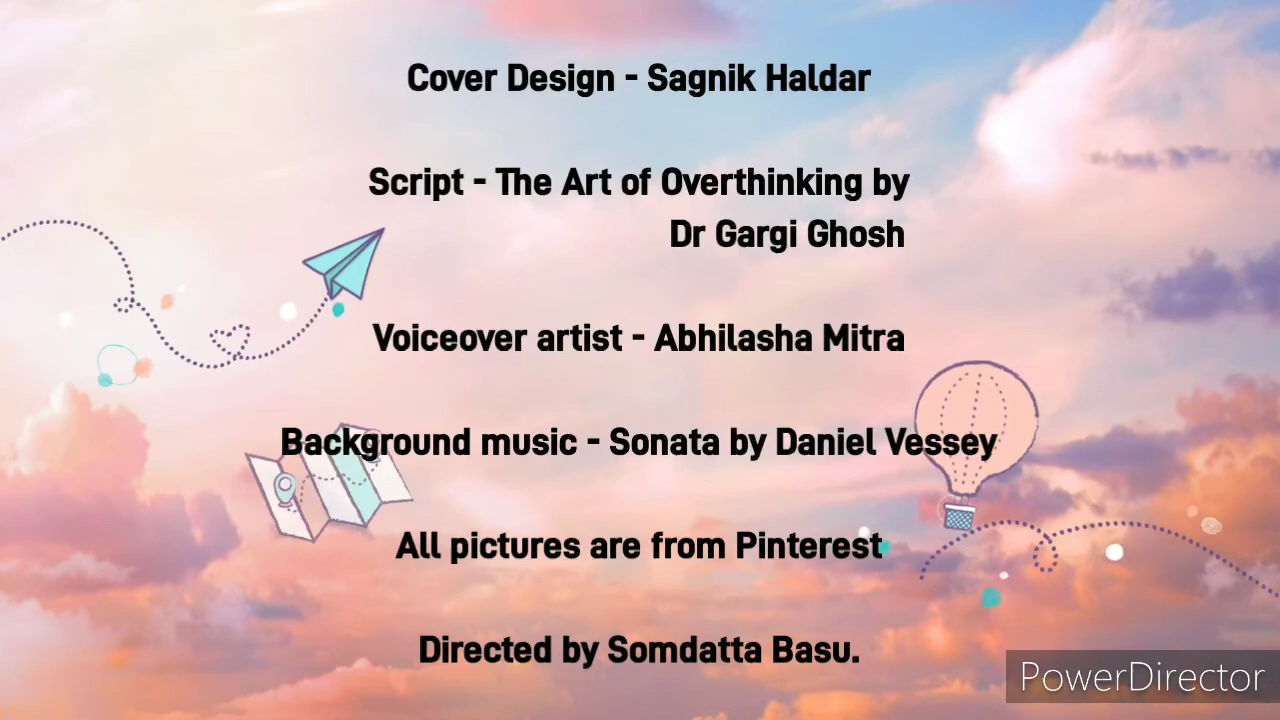 Cover Design - Sagnik Haldar
Script - The Art of Overthinking by
Dr Gargi Ghosh
Voiceover artist - Abhilasha Mitra
Background music - Sonata by Daniel Vessey
All pictures are from Pinterest
Directed by Somdatta Basu.
PowerDirector